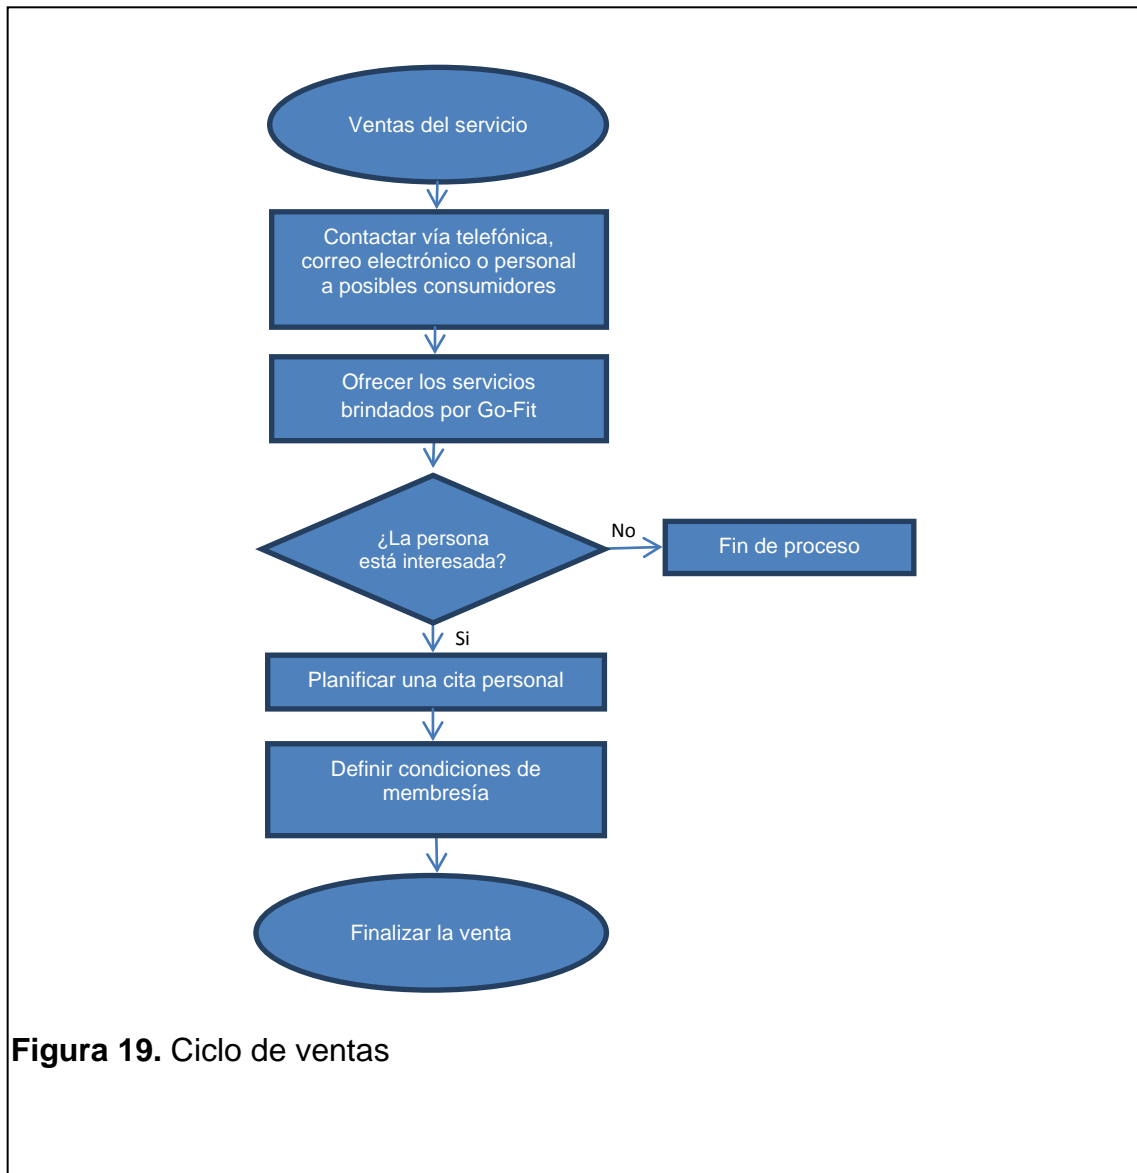 Ventas del servicio
Contactar vía telefónica,
correo electrónico o personal
a posibles consumidores
Ofrecer los servicios
brindados por Go-Fit
¿La persona
está interesada?
No
Fin de proceso
Si
Planificar una cita personal
Definir condiciones de
membresía
Finalizar la venta
Figura 19. Ciclo de ventas